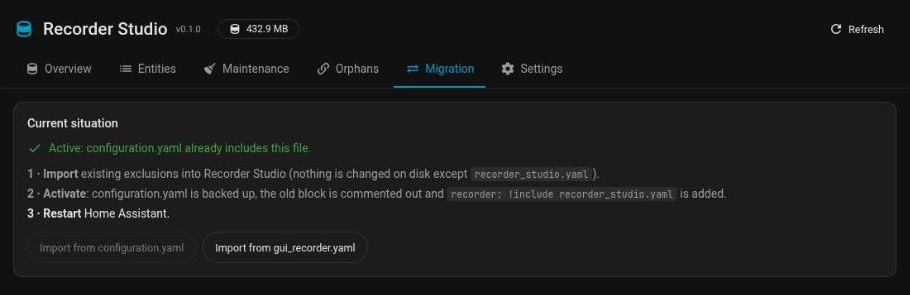 Recorder Studio v0.1.0 432.9 MB Refresh
Overview Entities Maintenance Orphans Migration Settings
Current situation
Active: configuration.yaml already includes this file.
1 · Import existing exclusions into Recorder Studio (nothing is changed on disk except recorder_studio.yaml).
2 · Activate: configuration.yaml is backed up, the old block is commented out and recorder: !include recorder_studio.yaml is added.
3 · Restart Home Assistant.
Import from configuration.yaml Import from gui_recorder.yaml